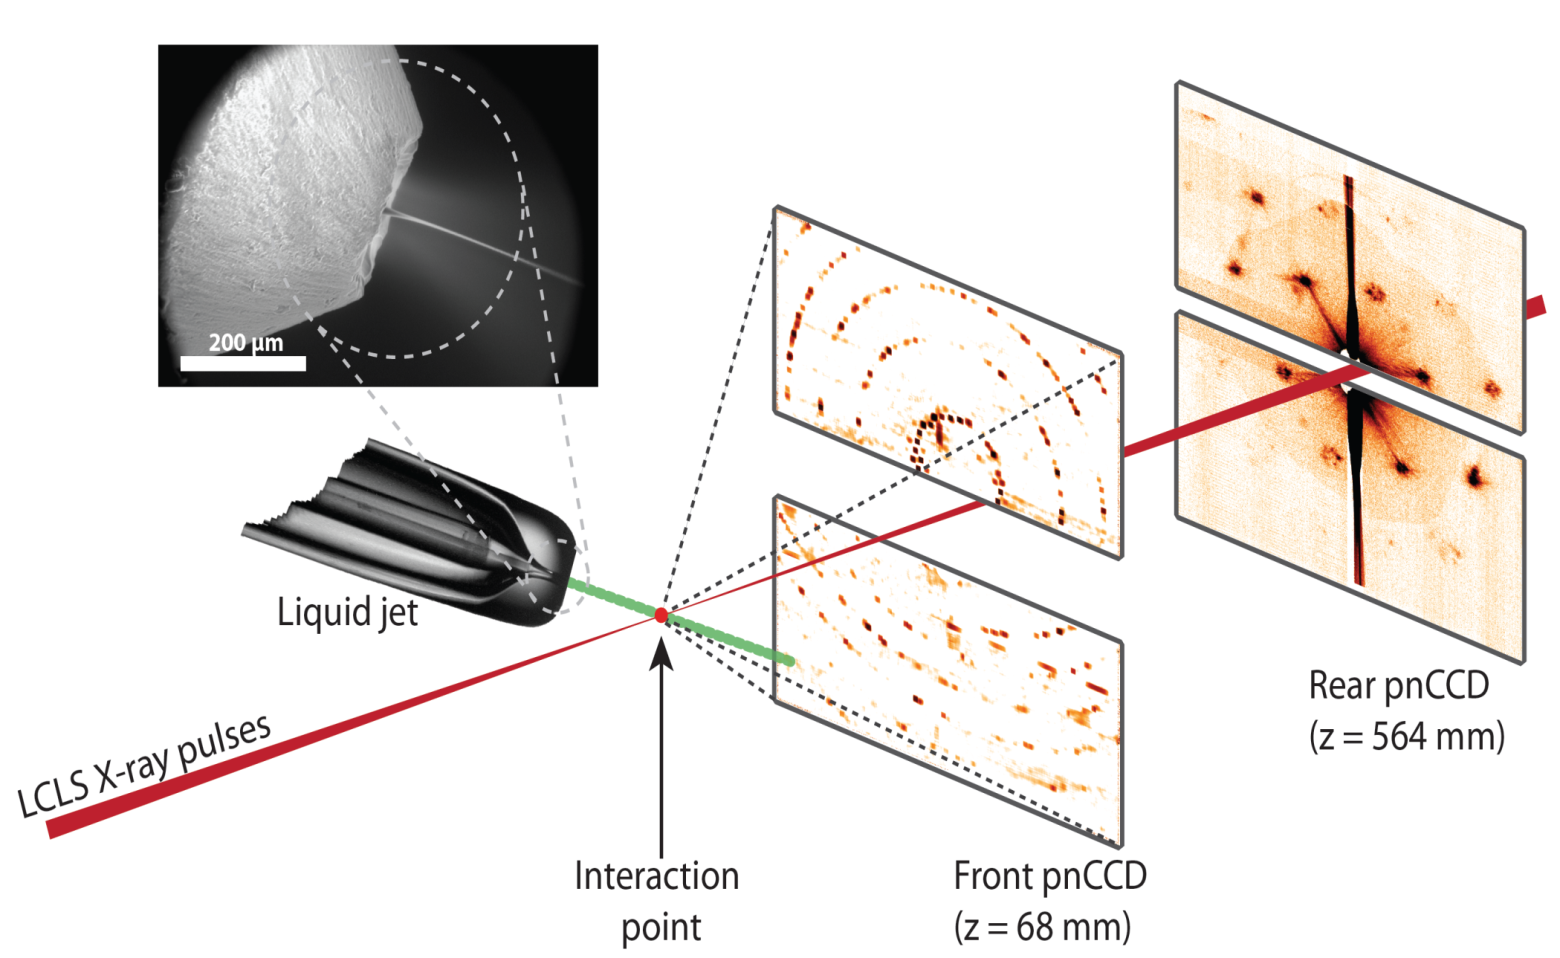 200 μm
Liquid jet
LCLS X-ray pulses
Interaction
point
Front pnCCD
(z = 68 mm)
Rear pnCCD
(z = 564 mm)